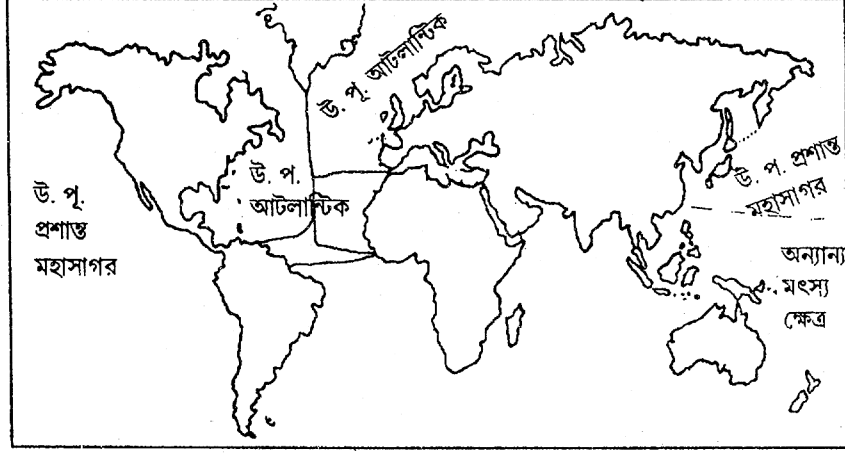 উ. পূ. আটলান্টিক
উ. প.
আটলান্টিক
উ. পূ.
প্রশান্ত
মহাসাগর
উ. প. প্রশান্ত
মহাসাগর
অন্যান্য
মৎস্য
ক্ষেত্র